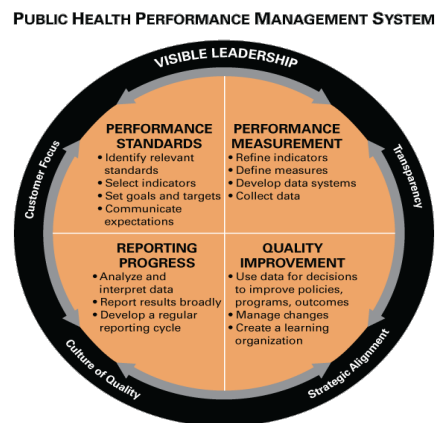 PUBLIC HEALTH PERFORMANCE MANAGEMENT SYSTEM
VISIBLE LEADERSHIP
Customer Focus
Transparency
PERFORMANCE
STANDARDS
• Identify relevant
standards
• Select indicators
• Set goals and targets
• Communicate
expectations
PERFORMANCE
MEASUREMENT
• Refine indicators
• Define measures
• Develop data systems
• Collect data
REPORTING
PROGRESS
• Analyze and
interpret data
• Report results broadly
• Develop a regular
reporting cycle
QUALITY
IMPROVEMENT
• Use data for decisions
to improve policies,
programs, outcomes
• Manage changes
• Create a learning
organization
Culture of Quality
Strategic Alignment